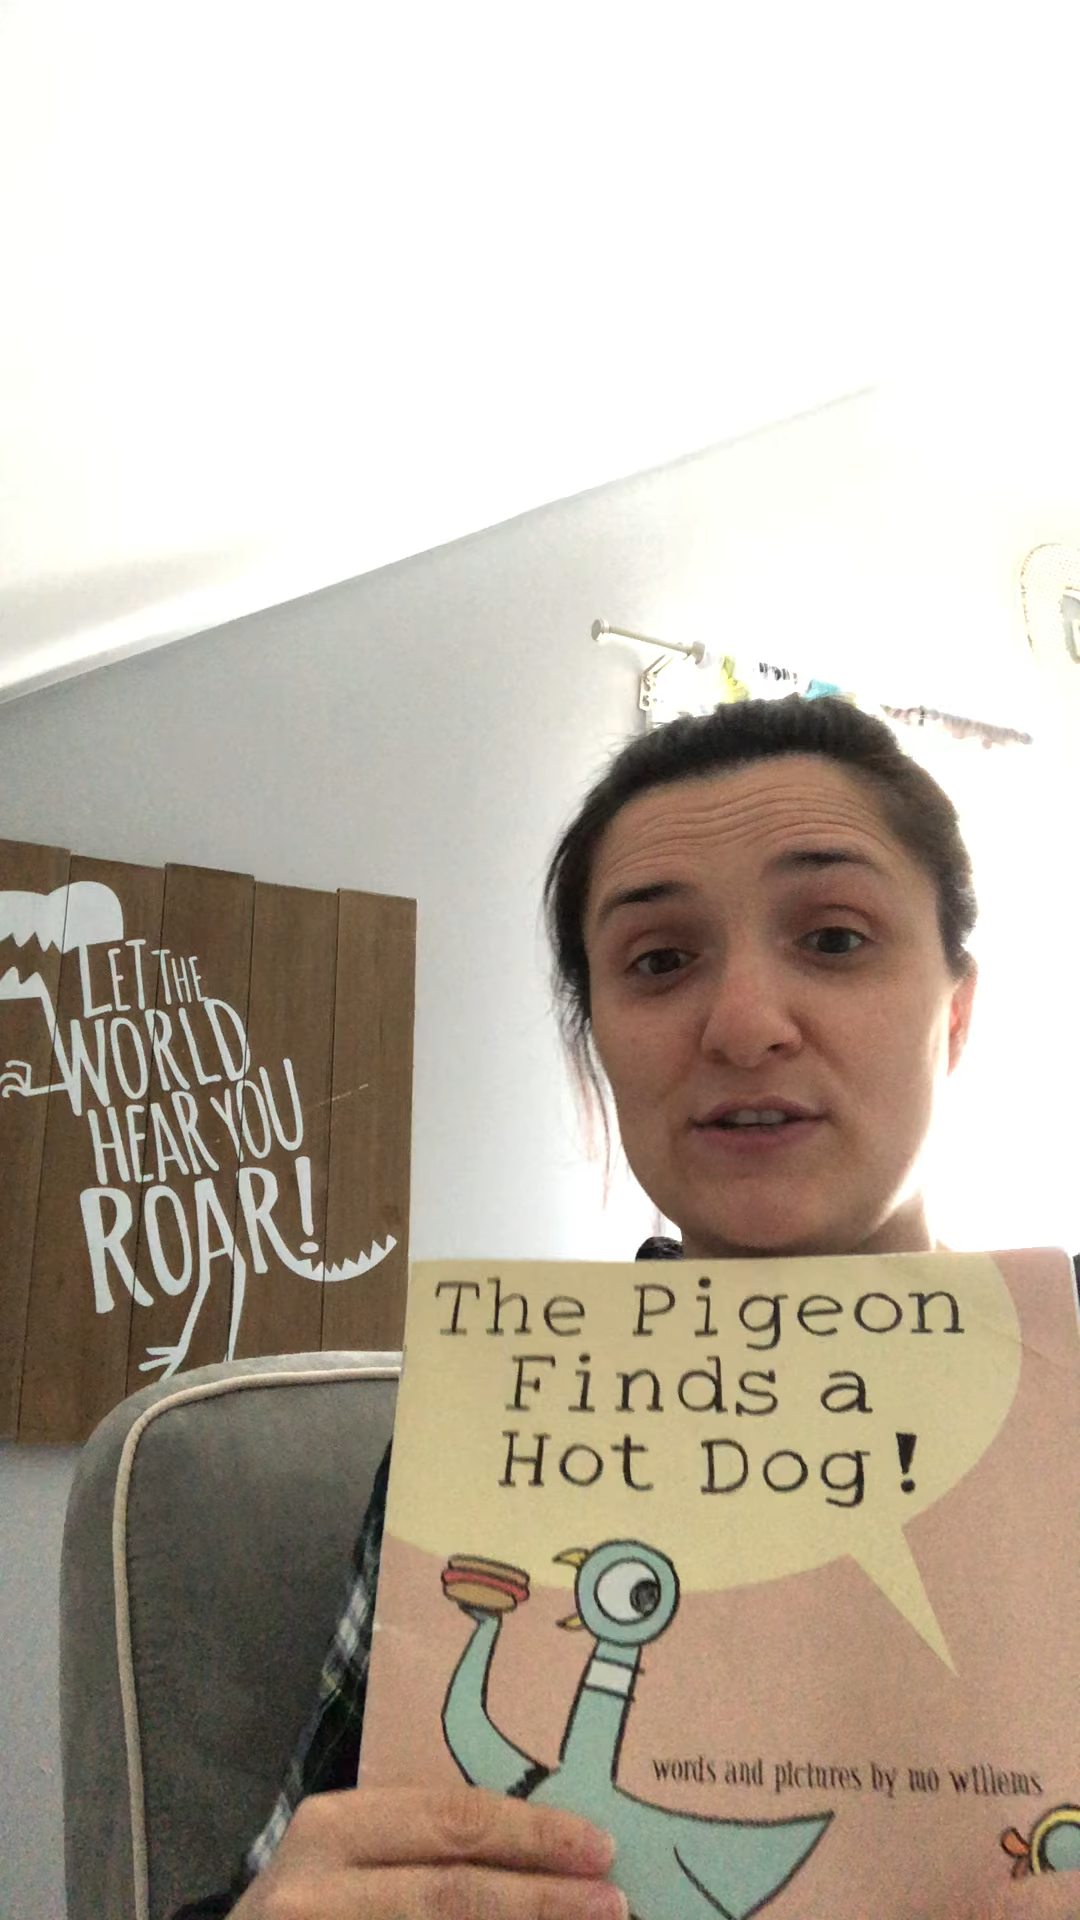 LET THE
WORLD
HEAR YOU
ROAR!
The Pigeon
Finds a
Hot Dog!
words and pictures by mo willems